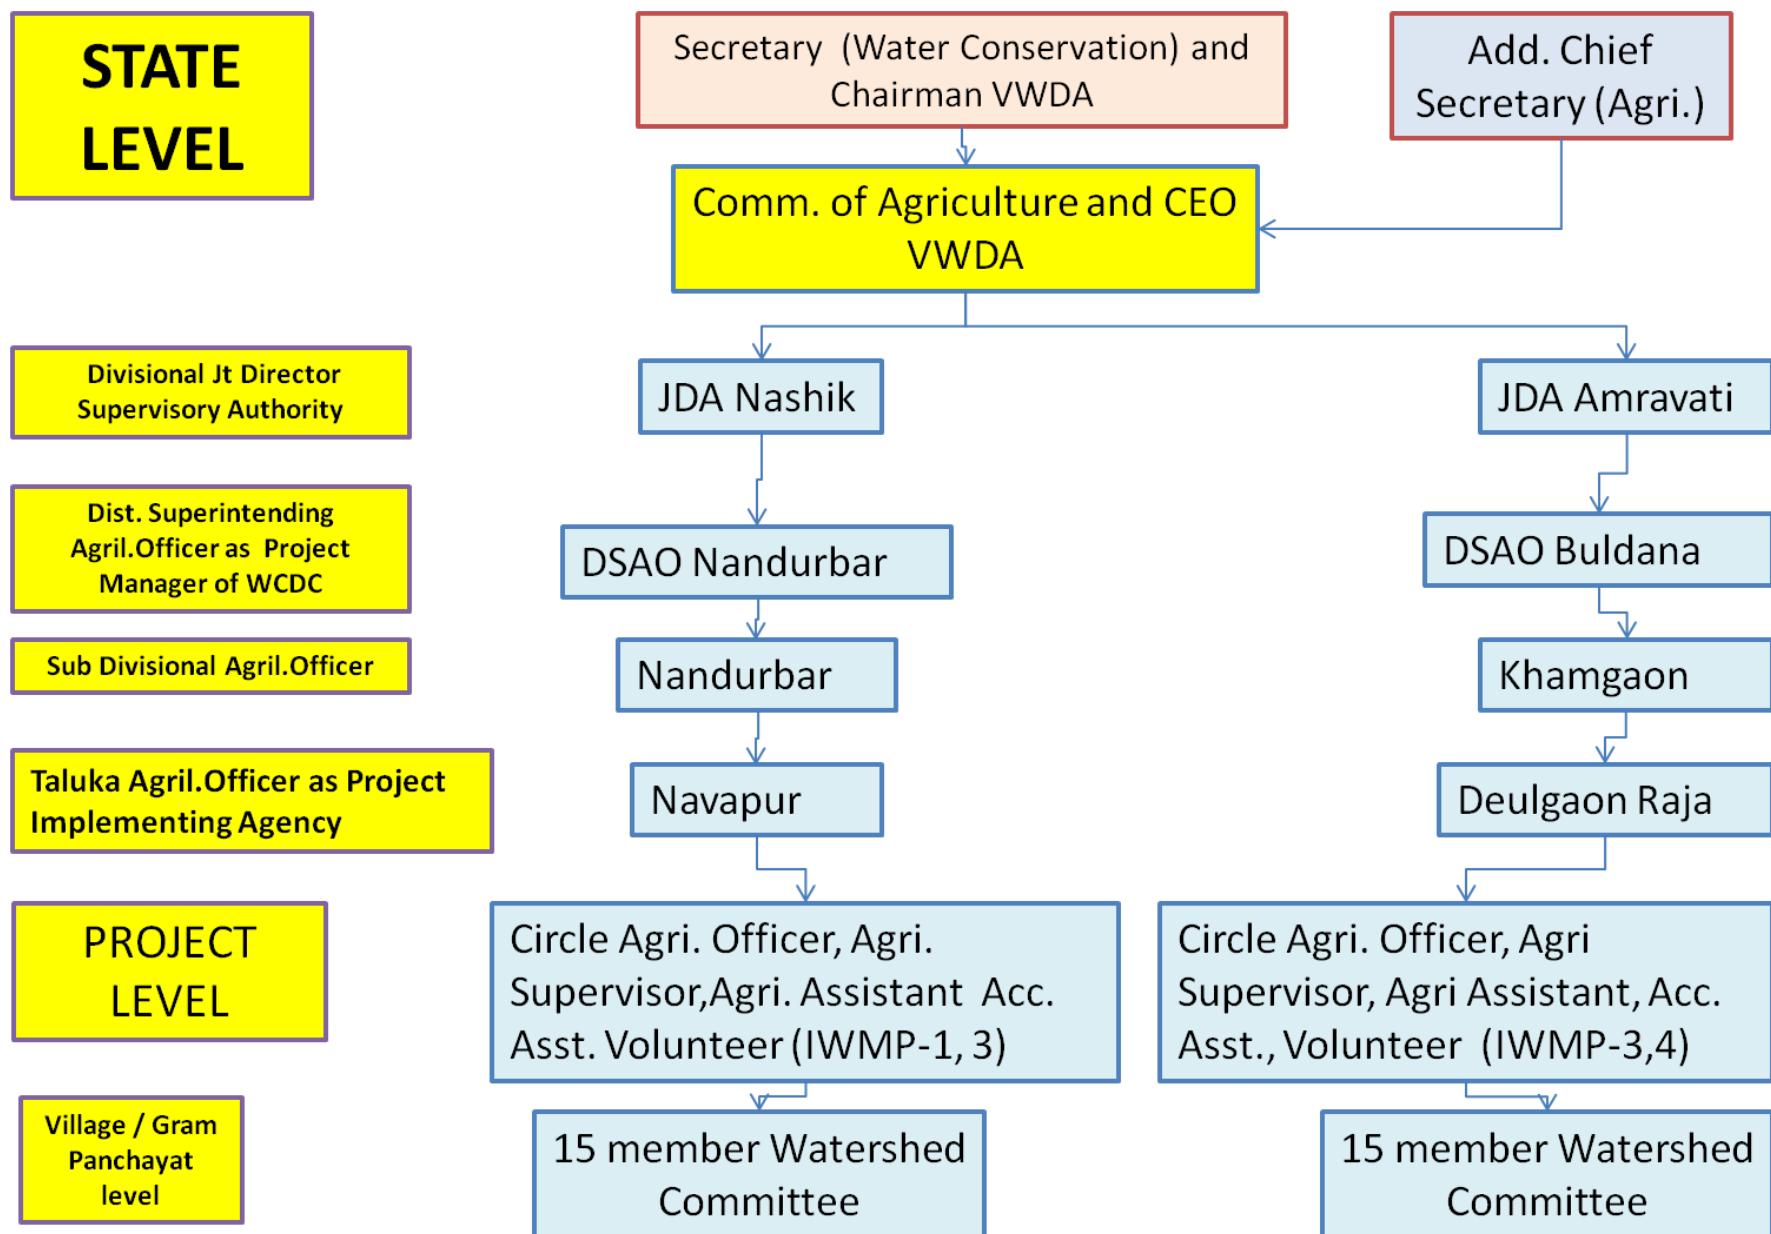 STATE
LEVEL
Secretary (Water Conservation) and
Chairman VWDA
Add. Chief
Secretary (Agri.)
Comm. of Agriculture and CEO
VWDA
Divisional Jt Director
Supervisory Authority
JDA Nashik
JDA Amravati
Dist. Superintending
Agril.Officer as Project
Manager of WCDC
DSAO Nandurbar
DSAO Buldana
Sub Divisional Agril.Officer
Nandurbar
Khamgaon
Taluka Agril.Officer as Project
Implementing Agency
Navapur
Deulgaon Raja
PROJECT
LEVEL
Circle Agri. Officer, Agri.
Supervisor,Agri. Assistant Acc.
Asst. Volunteer (IWMP-1, 3)
Circle Agri. Officer, Agri
Supervisor, Agri Assistant, Acc.
Asst., Volunteer (IWMP-3,4)
Village / Gram
Panchayat
level
15 member Watershed
Committee
15 member Watershed
Committee